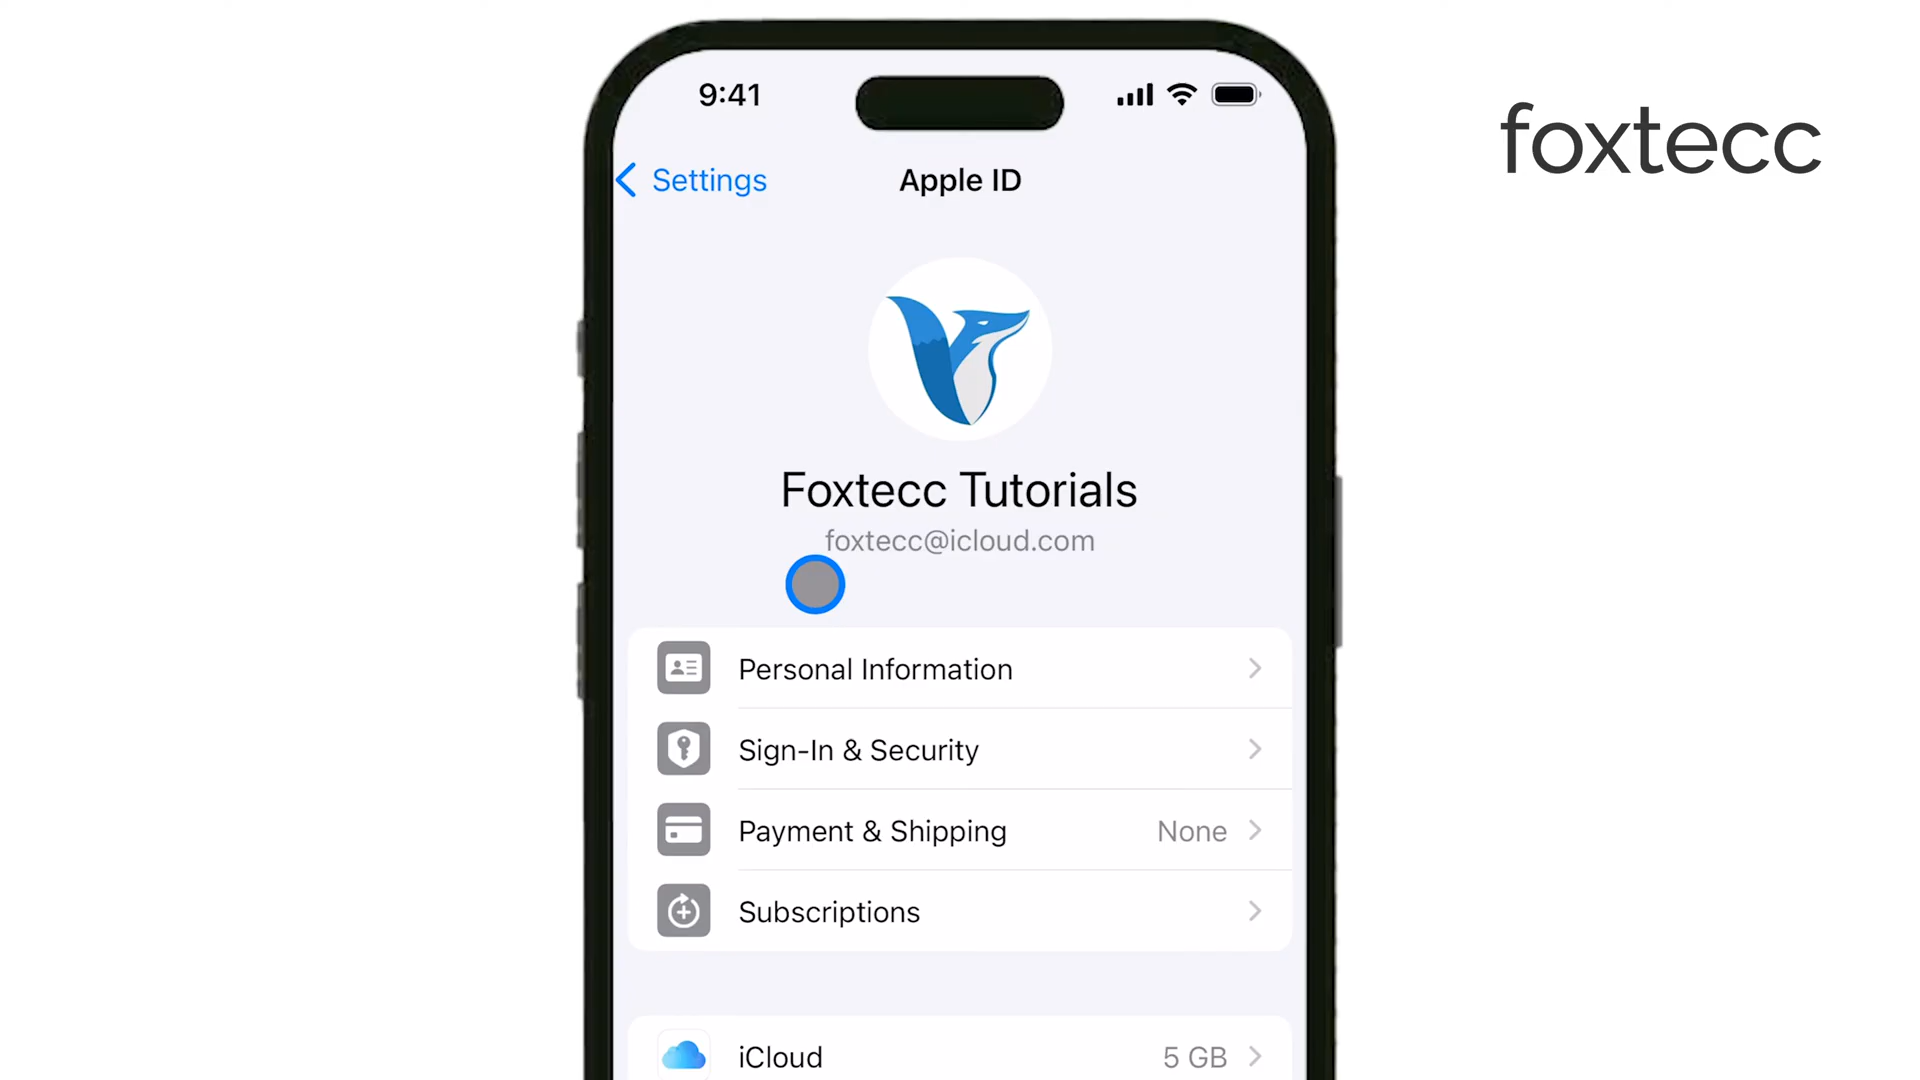 9:41
foxtecc
Settings
Apple ID
Foxtecc Tutorials
foxtecc@icloud.com
Personal Information
Sign-In & Security
Payment & Shipping None
Subscriptions
iCloud 5 GB